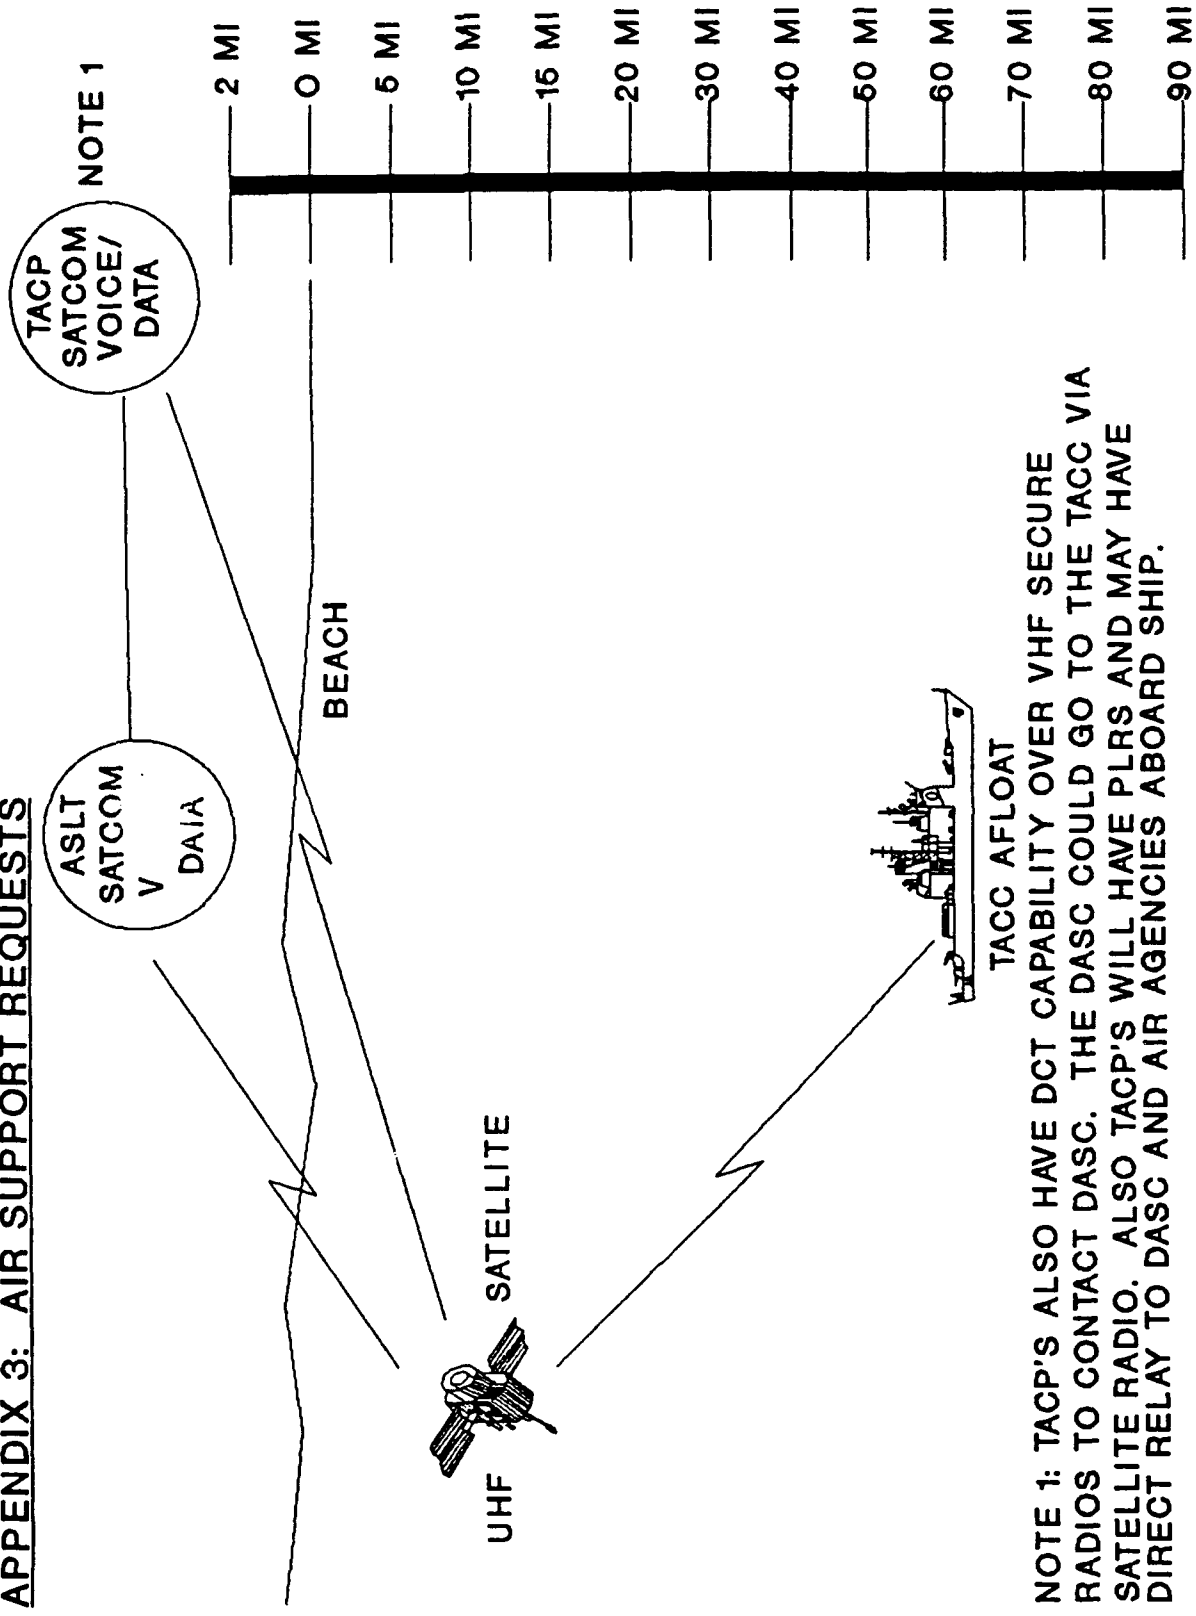 APPENDIX 3: AIR SUPPORT REQUESTS
ASLT
SATCOM
V DAIA
TACP
SATCOM
VOICE/
DATA
NOTE 1
2 MI
0 MI
5 MI
10 MI
15 MI
20 MI
30 MI
40 MI
50 MI
60 MI
70 MI
80 MI
90 MI
BEACH
UHF
SATELLITE
TACC AFLOAT
NOTE 1: TACP'S ALSO HAVE DCT CAPABILITY OVER VHF SECURE
RADIOS TO CONTACT DASC. THE DASC COULD GO TO THE TACC VIA
SATELLITE RADIO. ALSO TACP'S WILL HAVE PLRS AND MAY HAVE
DIRECT RELAY TO DASC AND AIR AGENCIES ABOARD SHIP.